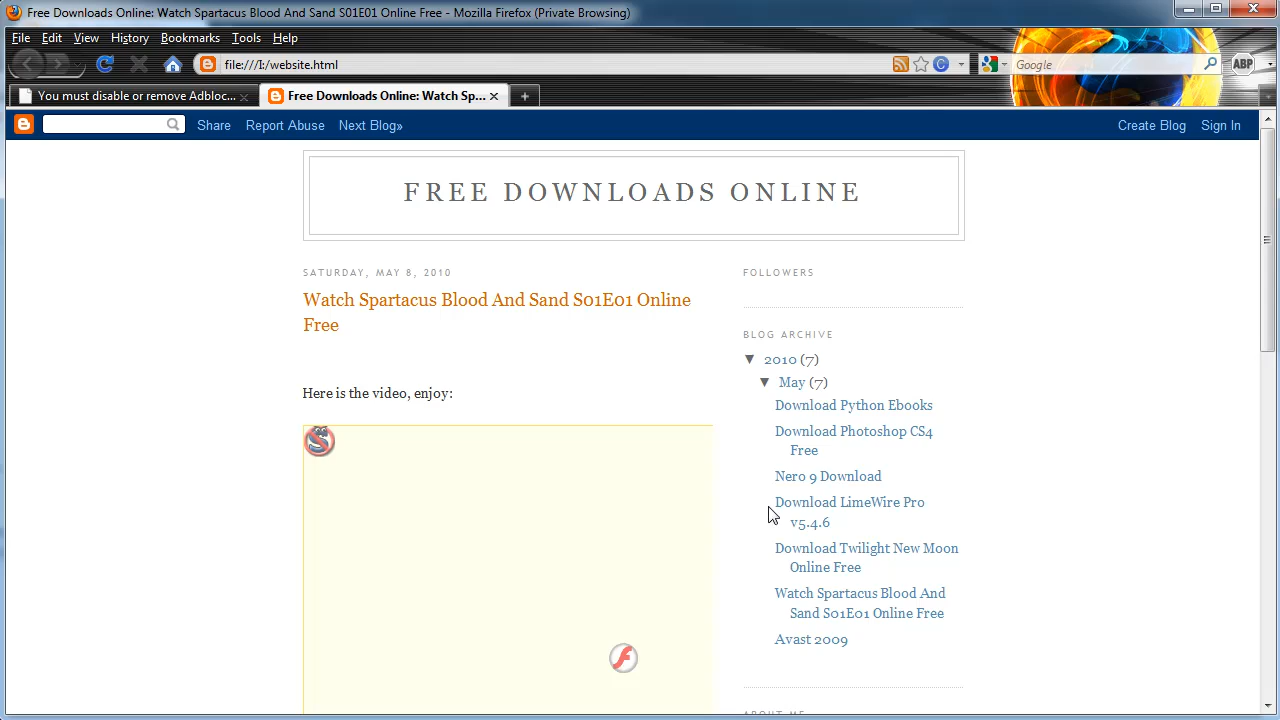 Free Downloads Online: Watch Spartacus Blood And Sand S01E01 Online Free - Mozilla Firefox (Private Browsing)
File Edit View History Bookmarks Tools Help
file:///I:/website.html
Google
ABP
You must disable or remove Adbloc...
Free Downloads Online: Watch Sp...
Share Report Abuse Next Blog»
Create Blog Sign In
FREE DOWNLOADS ONLINE
SATURDAY, MAY 8, 2010
Watch Spartacus Blood And Sand S01E01 Online
Free
Here is the video, enjoy:
FOLLOWERS
BLOG ARCHIVE
▼ 2010 (7)
▼ May (7)
Download Python Ebooks
Download Photoshop CS4
Free
Nero 9 Download
Download LimeWire Pro
v5.4.6
Download Twilight New Moon
Online Free
Watch Spartacus Blood And
Sand S01E01 Online Free
Avast 2009
ABOUT ME